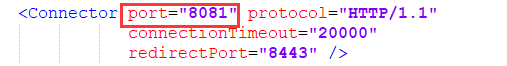 <Connector port="8081" protocol="HTTP/1.1"
connectionTimeout="20000"
redirectPort="8443" />